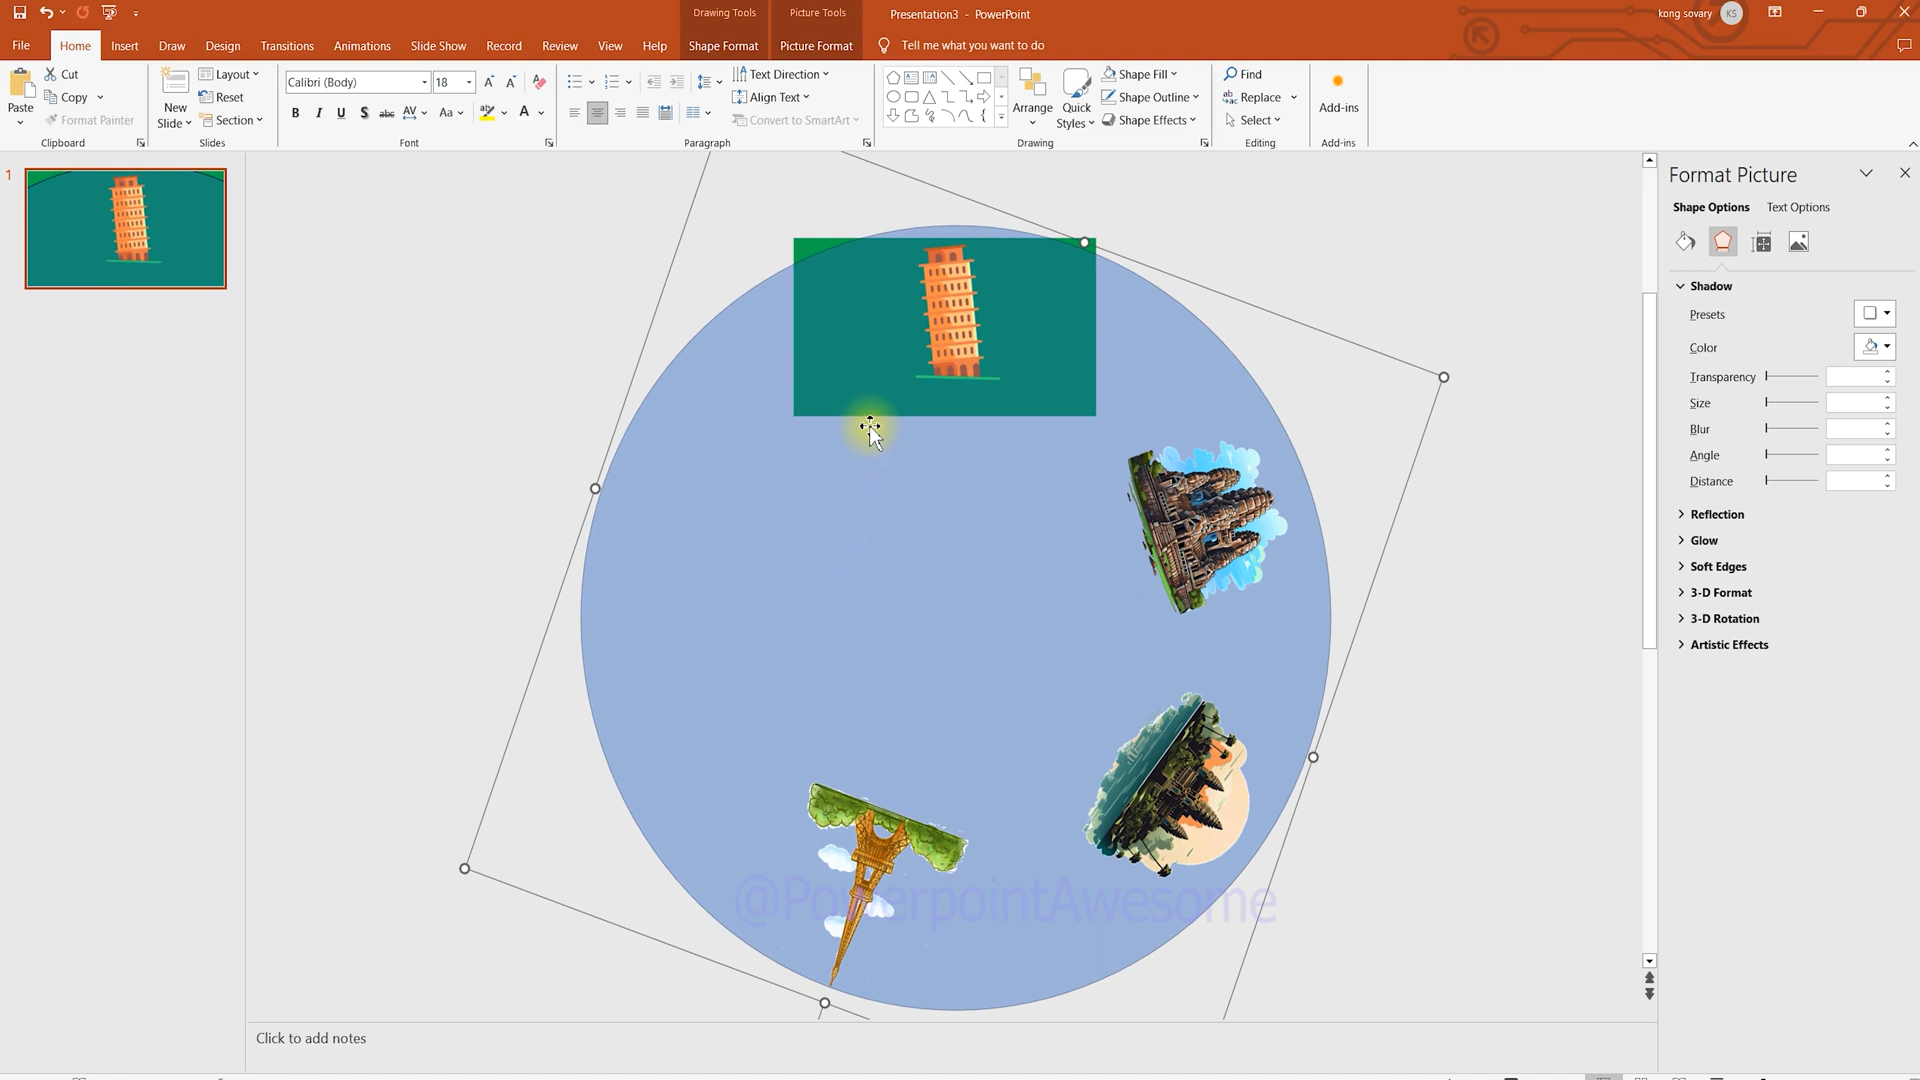 Drawing Tools Picture Tools Presentation3 - PowerPoint kong sovary KS
File Home Insert Draw Design Transitions Animations Slide Show Record Review View Help Shape Format Picture Format Tell me what you want to do
Paste
Cut
Copy
Format Painter
Clipboard
New
Slide
Layout
Reset
Section
Slides
Calibri (Body) 18
B I U S abc AV Aa A
Font
Text Direction
Align Text
Convert to SmartArt
Paragraph
Arrange
Quick
Styles
Shape Fill
Shape Outline
Shape Effects
Drawing
Find
Replace
Select
Editing
Add-ins
Add-ins
1
@PowerpointAwesome
Click to add notes
Format Picture
Shape Options Text Options
Shadow
Presets
Color
Transparency
Size
Blur
Angle
Distance
Reflection
Glow
Soft Edges
3-D Format
3-D Rotation
Artistic Effects